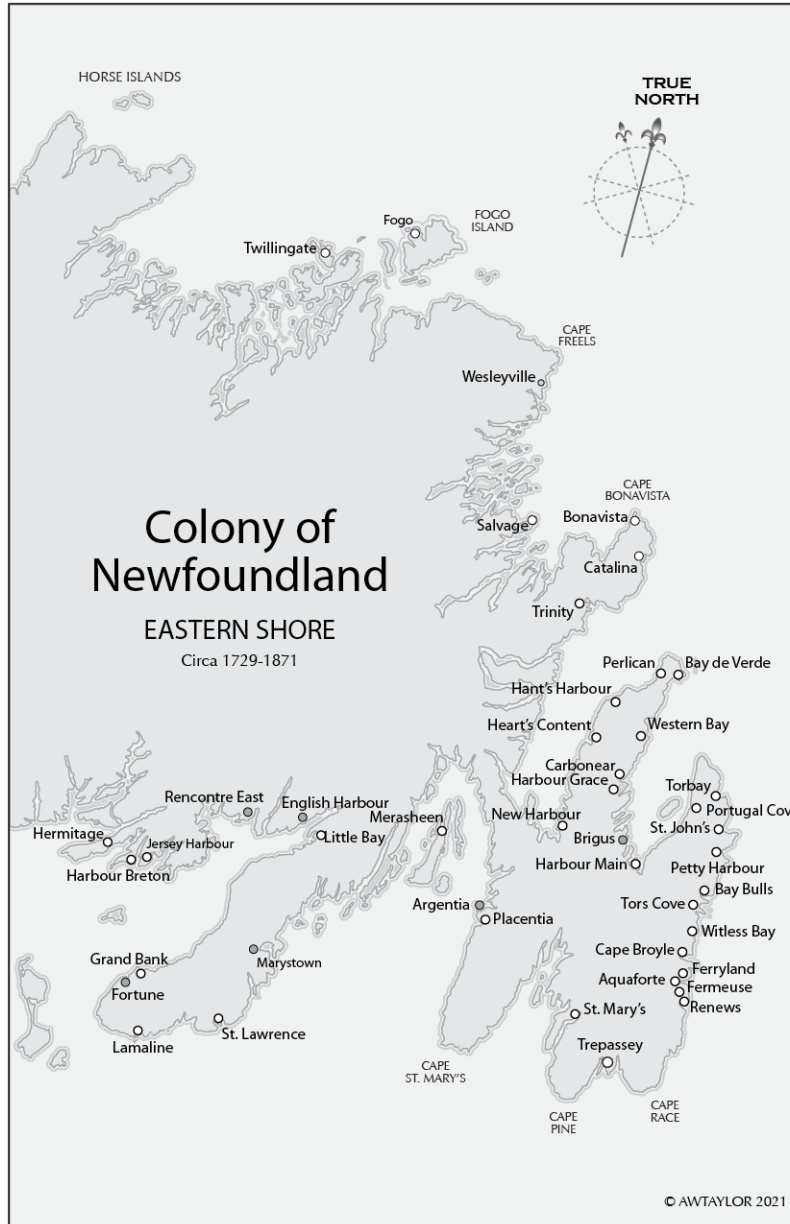 HORSE ISLANDS
TRUE
NORTH
Fogo
FOGO
ISLAND
Twillingate
CAPE
FREELS
Wesleyville
CAPE
BONAVISTA
Salvage
Bonavista
Catalina
Trinity
Colony of
Newfoundland
EASTERN SHORE
Circa 1729-1871
Perlican
Bay de Verde
Hant's Harbour
Heart's Content
Western Bay
Carbonear
Harbour Grace
Torbay
Portugal Cov
New Harbour
St. John's
Brigus
Harbour Main
Petty Harbour
Rencontre East
English Harbour
Merasheen
Hermitage
Jersey Harbour
Little Bay
Harbour Breton
Bay Bulls
Argentia
Tors Cove
Placentia
Witless Bay
Cape Broyle
Grand Bank
Marystown
Ferryland
Aquaforte
Fortune
Fermeuse
Renews
St. Mary's
St. Lawrence
Lamaline
Trepassey
CAPE
ST. MARY'S
CAPE
PINE
CAPE
RACE
© AWTAYLOR 2021